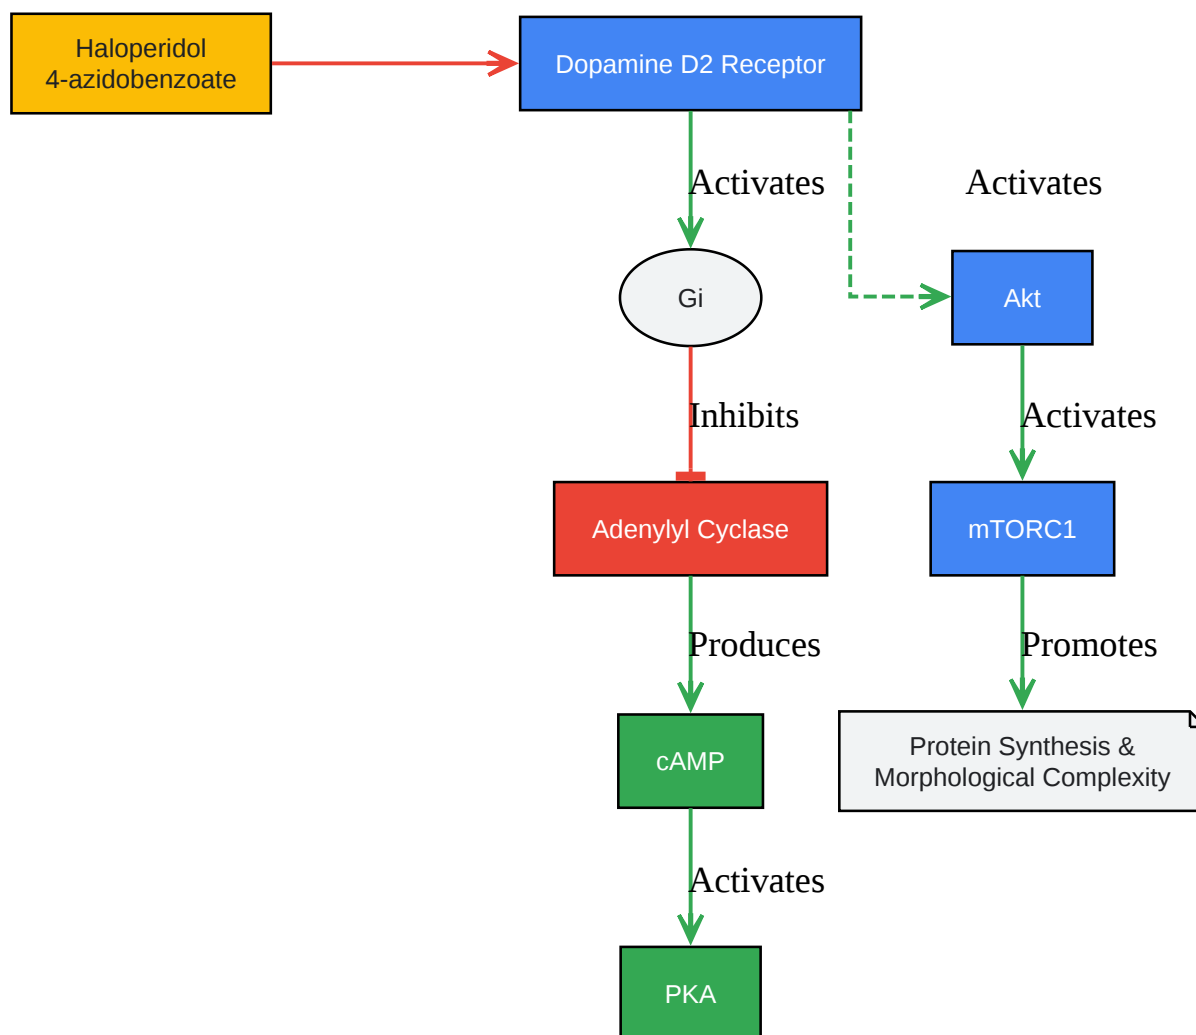 Haloperidol
4-azidobenzoate
Dopamine D2 Receptor
Activates
Activates
Gi
Akt
Inhibits
Activates
Adenylyl Cyclase
mTORC1
Produces
Promotes
cAMP
Protein Synthesis &
Morphological Complexity
Activates
PKA